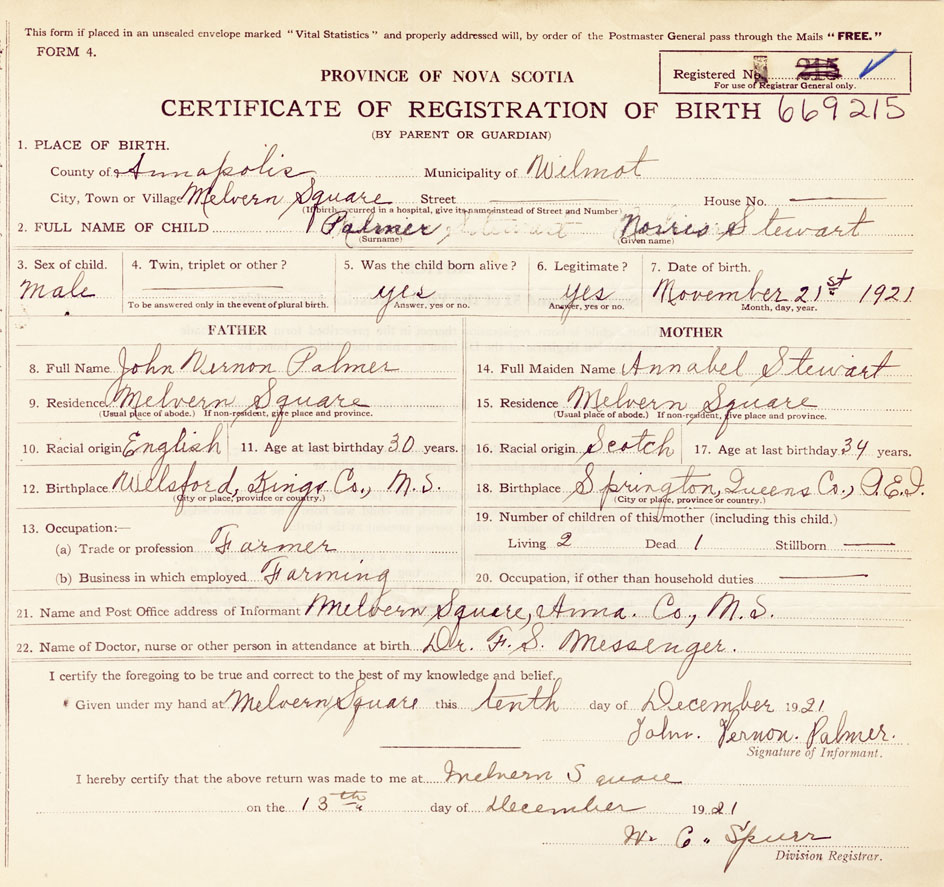 This form if placed in an unsealed envelope marked "Vital Statistics" and properly addressed will, by order of the Postmaster General pass through the Mails "FREE."
FORM 4.
PROVINCE OF NOVA SCOTIA
Registered No. 215
For use of Registrar General only.
CERTIFICATE OF REGISTRATION OF BIRTH 669215
(BY PARENT OR GUARDIAN)
1. PLACE OF BIRTH.
County of Annapolis Municipality of Wilmot
City, Town or Village Melvern Square Street House No.
(If birth occurred in a hospital, give its name instead of Street and Number)
2. FULL NAME OF CHILD Palmer Norris Stewart
(Surname) (Given name)
3. Sex of child. 4. Twin, triplet or other? 5. Was the child born alive? 6. Legitimate? 7. Date of birth.
Male yes yes November 21st 1921
To be answered only in the event of plural birth. Answer, yes or no. Answer, yes or no. Month, day, year.
FATHER MOTHER
8. Full Name John Vernon Palmer 14. Full Maiden Name Annabel Stewart
9. Residence Melvern Square 15. Residence Melvern Square
(Usual place of abode.) If non-resident, give place and province. (Usual place of abode.) If non-resident, give place and province.
10. Racial origin English 11. Age at last birthday 30 years. 16. Racial origin Scotch 17. Age at last birthday 34 years.
12. Birthplace Welsford, Kings Co., N.S. 18. Birthplace Springton, Queens Co., P.E.I.
(City or place, province or country.) (City or place, province or country.)
13. Occupation:— 19. Number of children of this mother (including this child.)
(a) Trade or profession Farmer Living 2 Dead 1 Stillborn
(b) Business in which employed Farming 20. Occupation, if other than household duties
21. Name and Post Office address of Informant Melvern Square, Anna. Co., N.S.
22. Name of Doctor, nurse or other person in attendance at birth Dr. F. S. Messenger.
I certify the foregoing to be true and correct to the best of my knowledge and belief.
Given under my hand at Melvern Square this tenth day of December 1921
John. Vernon. Palmer.
Signature of Informant.
I hereby certify that the above return was made to me at Melvern Square
on the 13th day of December 1921
W. C. Spurr
Division Registrar.